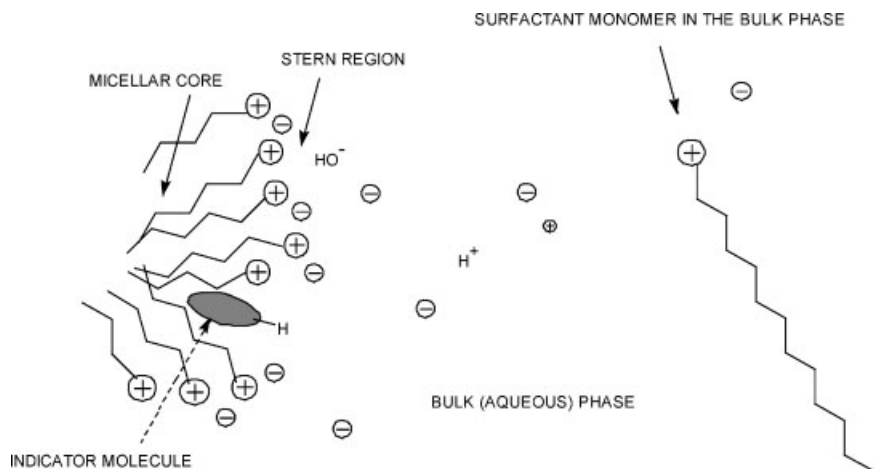 SURFACTANT MONOMER IN THE BULK PHASE
STERN REGION
MICELLAR CORE
HO⁻
H⁺
H
BULK (AQUEOUS) PHASE
INDICATOR MOLECULE